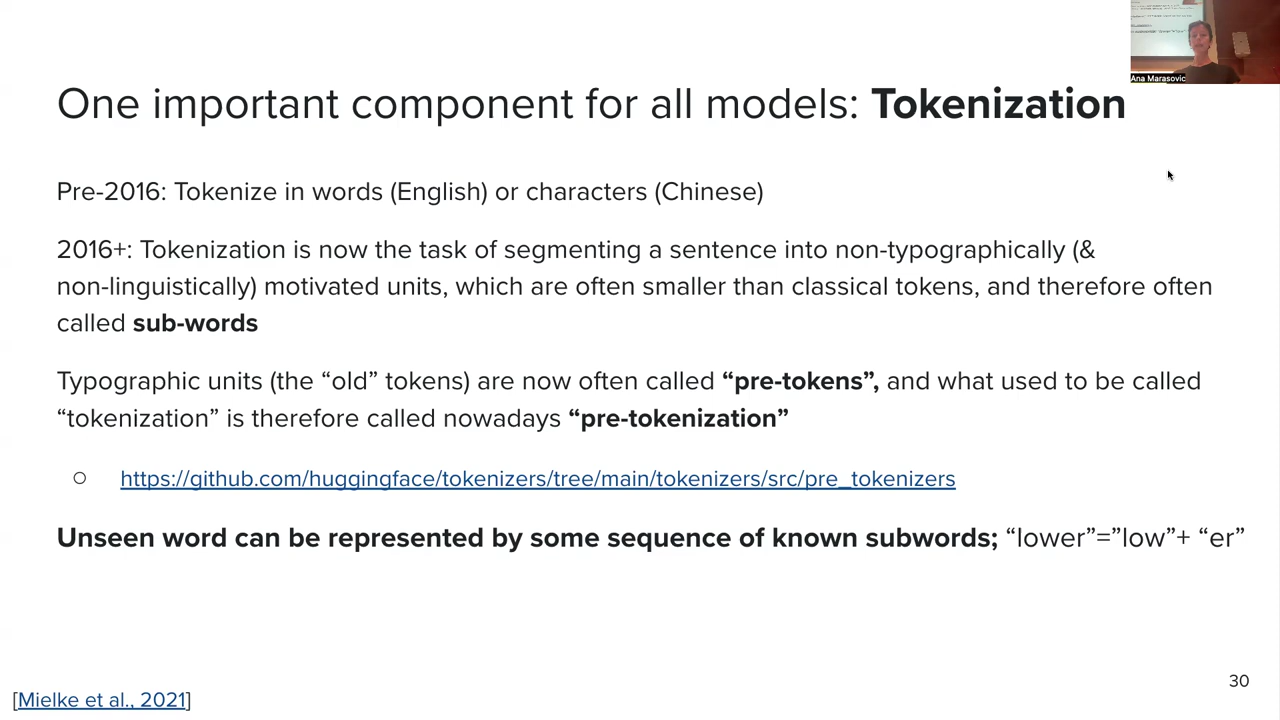 Ana Marasovic
One important component for all models: Tokenization
Pre-2016: Tokenize in words (English) or characters (Chinese)
2016+: Tokenization is now the task of segmenting a sentence into non-typographically (&
non-linguistically) motivated units, which are often smaller than classical tokens, and therefore often
called sub-words
Typographic units (the “old” tokens) are now often called “pre-tokens”, and what used to be called
“tokenization” is therefore called nowadays “pre-tokenization”
○ https://github.com/huggingface/tokenizers/tree/main/tokenizers/src/pre_tokenizers
Unseen word can be represented by some sequence of known subwords; “lower”=”low”+ “er”
30
[Mielke et al., 2021]